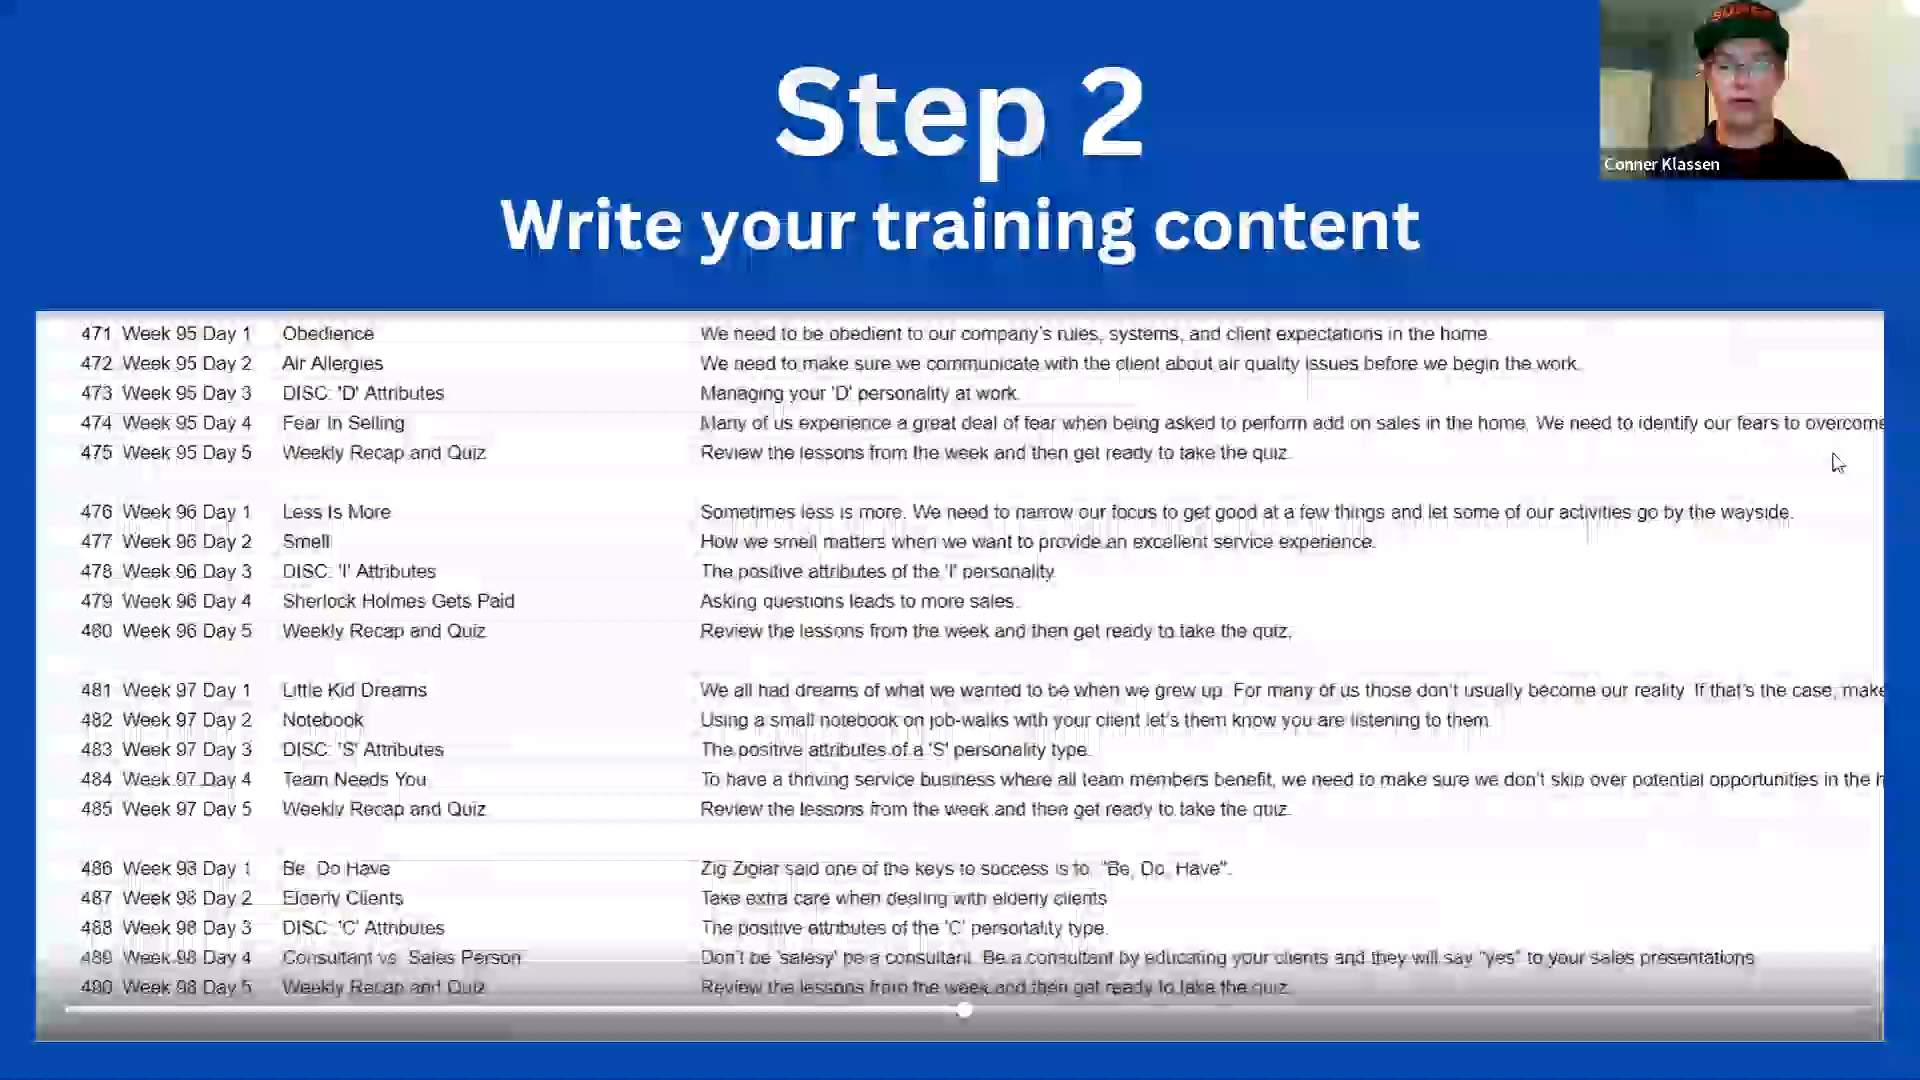 Step 2
Write your training content
Conner Klassen
471 Week 95 Day 1 Obedience We need to be obedient to our company's rules, systems, and client expectations in the home.
472 Week 95 Day 2 Air Allergies We need to make sure we communicate with the client about air quality issues before we begin the work.
473 Week 95 Day 3 DISC: 'D' Attributes Managing your 'D' personality at work.
474 Week 95 Day 4 Fear In Selling Many of us experience a great deal of fear when being asked to perform add on sales in the home. We need to identify our fears to overcome
475 Week 95 Day 5 Weekly Recap and Quiz Review the lessons from the week and then get ready to take the quiz.
476 Week 96 Day 1 Less Is More Sometimes less is more. We need to narrow our focus to get good at a few things and let some of our activities go by the wayside.
477 Week 96 Day 2 Smell How we smell matters when we want to provide an excellent service experience.
478 Week 96 Day 3 DISC: 'I' Attributes The positive attributes of the 'I' personality.
479 Week 96 Day 4 Sherlock Holmes Gets Paid Asking questions leads to more sales.
480 Week 96 Day 5 Weekly Recap and Quiz Review the lessons from the week and then get ready to take the quiz.
481 Week 97 Day 1 Little Kid Dreams We all had dreams of what we wanted to be when we grew up. For many of us those don't usually become our reality. If that's the case, make
482 Week 97 Day 2 Notebook Using a small notebook on job-walks with your client let's them know you are listening to them.
483 Week 97 Day 3 DISC: 'S' Attributes The positive attributes of a 'S' personality type.
484 Week 97 Day 4 Team Needs You To have a thriving service business where all team members benefit, we need to make sure we don't skip over potential opportunities in the h
485 Week 97 Day 5 Weekly Recap and Quiz Review the lessons from the week and then get ready to take the quiz.
486 Week 98 Day 1 Be, Do Have Zig Ziglar said one of the keys to success is to, "Be, Do, Have".
487 Week 98 Day 2 Elderly Clients Take extra care when dealing with elderly clients
488 Week 98 Day 3 DISC: 'C' Attributes The positive attributes of the 'C' personality type.
489 Week 98 Day 4 Consultant vs. Sales Person Don't be 'salesy' be a consultant. Be a consultant by educating your clients and they will say "yes" to your sales presentations
490 Week 98 Day 5 Weekly Recap and Quiz Review the lessons from the week and then get ready to take the quiz.